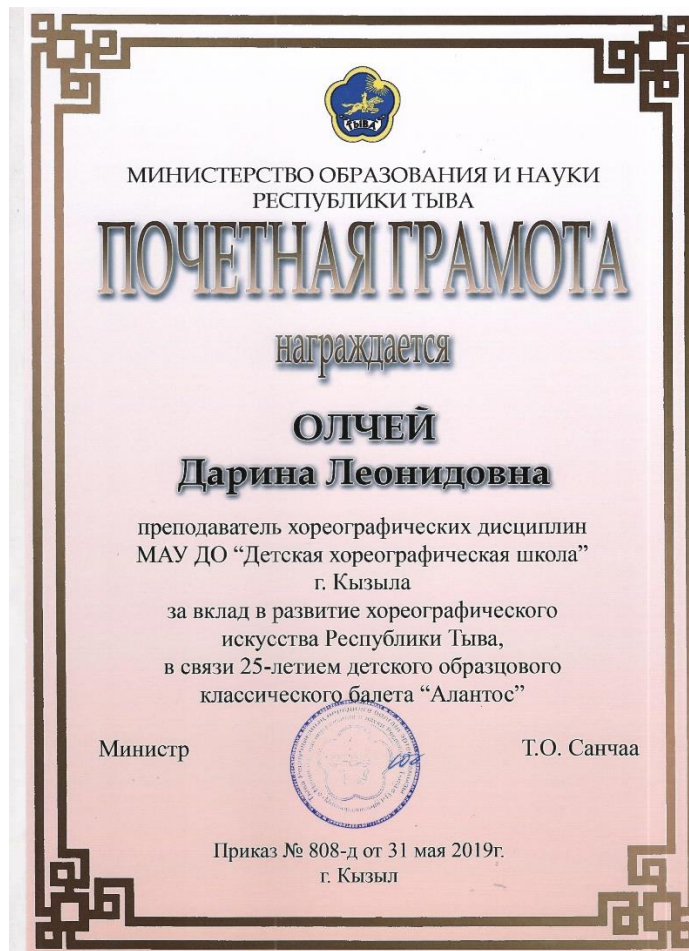 ТЫВА
МИНИСТЕРСТВО ОБРАЗОВАНИЯ И НАУКИ
РЕСПУБЛИКИ ТЫВА
ПОЧЕТНАЯ ГРАМОТА
награждается
ОЛЧЕЙ
Дарина Леонидовна
преподаватель хореографических дисциплин
МАУ ДО “Детская хореографическая школа”
г. Кызыла
за вклад в развитие хореографического
искусства Республики Тыва,
в связи 25-летием детского образцового
классического балета “Алантос”
Министр
Т.О. Санчаа
Приказ № 808-д от 31 мая 2019г.
г. Кызыл